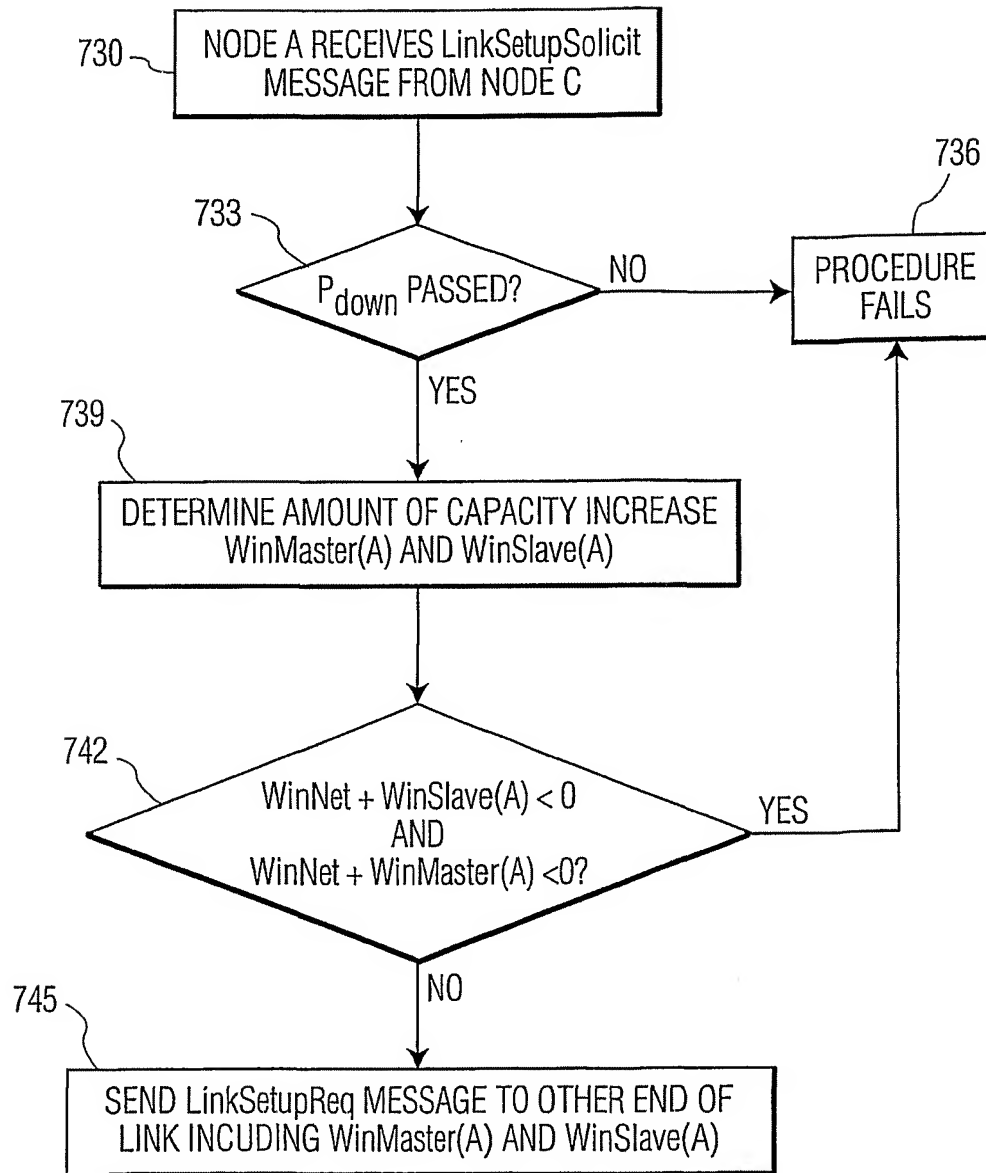 730
NODE A RECEIVES LinkSetupSolicit
MESSAGE FROM NODE C
733
Pdown PASSED?
NO
736
PROCEDURE
FAILS
YES
739
DETERMINE AMOUNT OF CAPACITY INCREASE
WinMaster(A) AND WinSlave(A)
742
WinNet + WinSlave(A) < 0
AND
WinNet + WinMaster(A) <0?
YES
NO
745
SEND LinkSetupReq MESSAGE TO OTHER END OF
LINK INCUDING WinMaster(A) AND WinSlave(A)